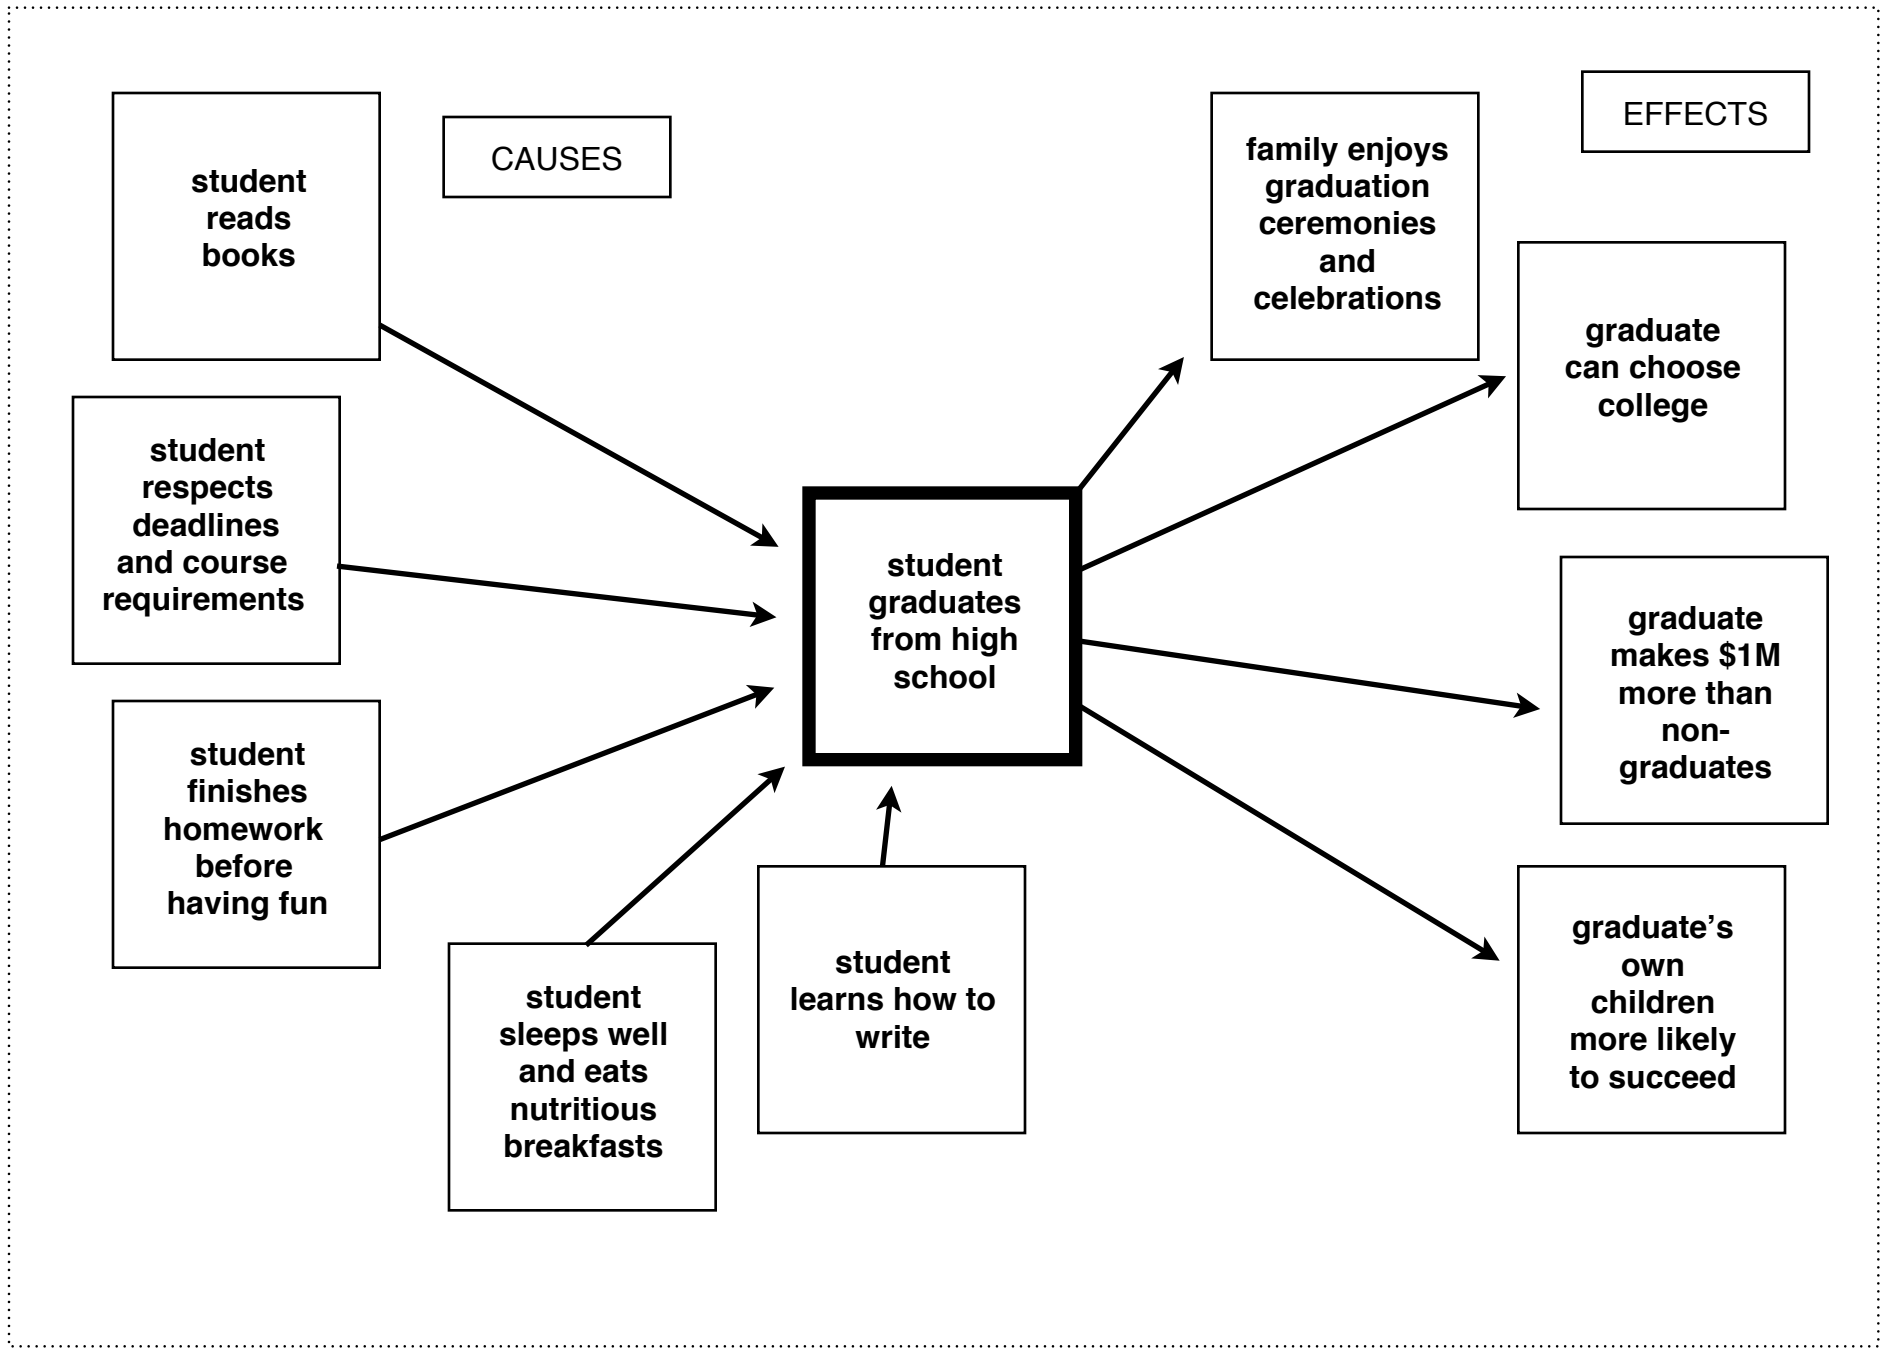 student
reads
books
CAUSES
student
respects
deadlines
and course
requirements
student
finishes
homework
before
having fun
student
sleeps well
and eats
nutritious
breakfasts
student
learns how to
write
student
graduates
from high
school
EFFECTS
family enjoys
graduation
ceremonies
and
celebrations
graduate
can choose
college
graduate
makes $1M
more than
non-
graduates
graduate’s
own
children
more likely
to succeed